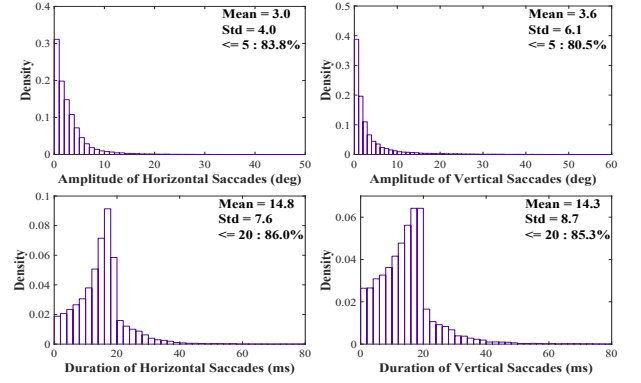 Mean = 3.0
Std = 4.0
<= 5 : 83.8%
Density
0.4
0.3
0.2
0.1
0
0 10 20 30 40 50
Amplitude of Horizontal Saccades (deg)
Mean = 3.6
Std = 6.1
<= 5 : 80.5%
Density
0.5
0.4
0.3
0.2
0.1
0
0 10 20 30 40 50 60
Amplitude of Vertical Saccades (deg)
Mean = 14.8
Std = 7.6
<= 20 : 86.0%
Density
0.1
0.08
0.06
0.04
0.02
0
0 20 40 60 80
Duration of Horizontal Saccades (ms)
Mean = 14.3
Std = 8.7
<= 20 : 85.3%
Density
0.06
0.04
0.02
0
0 20 40 60 80
Duration of Vertical Saccades (ms)